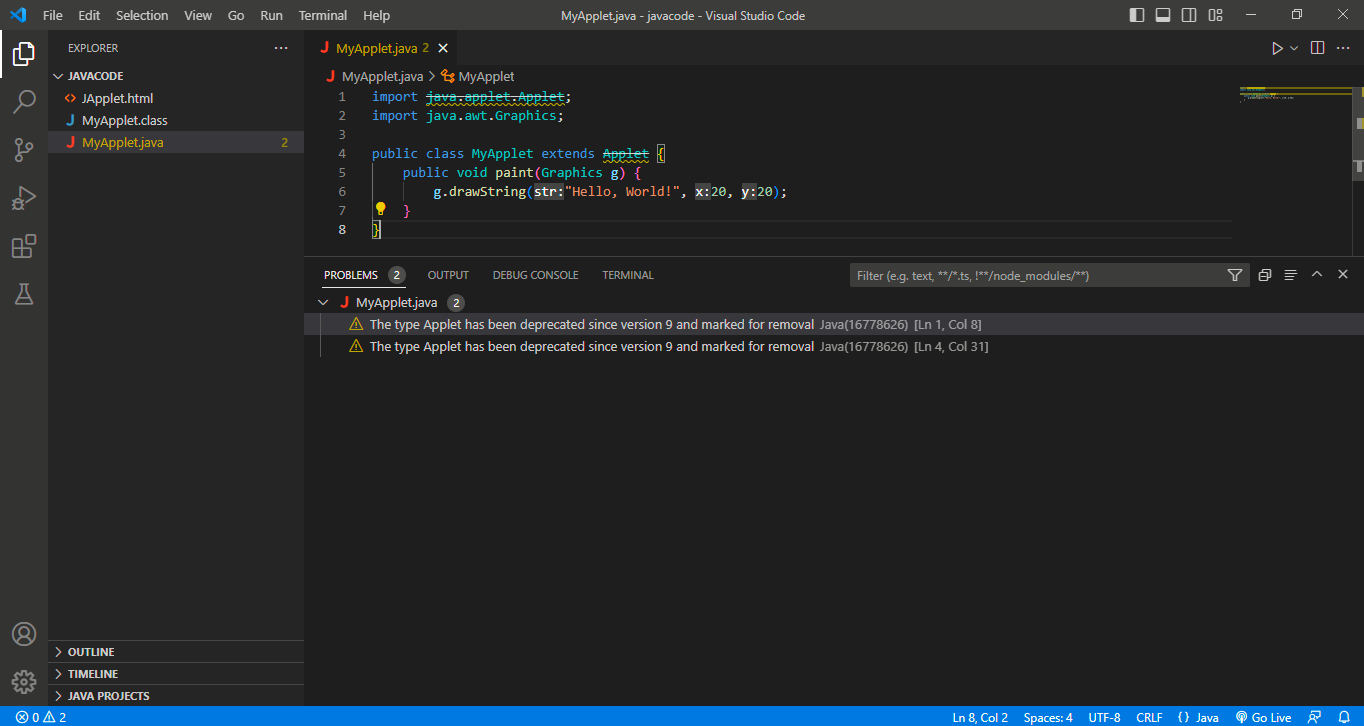 File Edit Selection View Go Run Terminal Help MyApplet.java - javacode - Visual Studio Code
EXPLORER
JAVACODE
JApplet.html
J MyApplet.class
J MyApplet.java 2
OUTLINE
TIMELINE
JAVA PROJECTS
J MyApplet.java 2
J MyApplet.java > MyApplet
1 import java.applet.Applet;
2 import java.awt.Graphics;
3
4 public class MyApplet extends Applet {
5 public void paint(Graphics g) {
6 g.drawString(str:"Hello, World!", x:20, y:20);
7 }
8 }
PROBLEMS 2 OUTPUT DEBUG CONSOLE TERMINAL Filter (e.g. text, **/*.ts, !**/node_modules/**)
J MyApplet.java 2
The type Applet has been deprecated since version 9 and marked for removal Java(16778626) [Ln 1, Col 8]
The type Applet has been deprecated since version 9 and marked for removal Java(16778626) [Ln 4, Col 31]
0 2 Ln 8, Col 2 Spaces: 4 UTF-8 CRLF {} Java Go Live